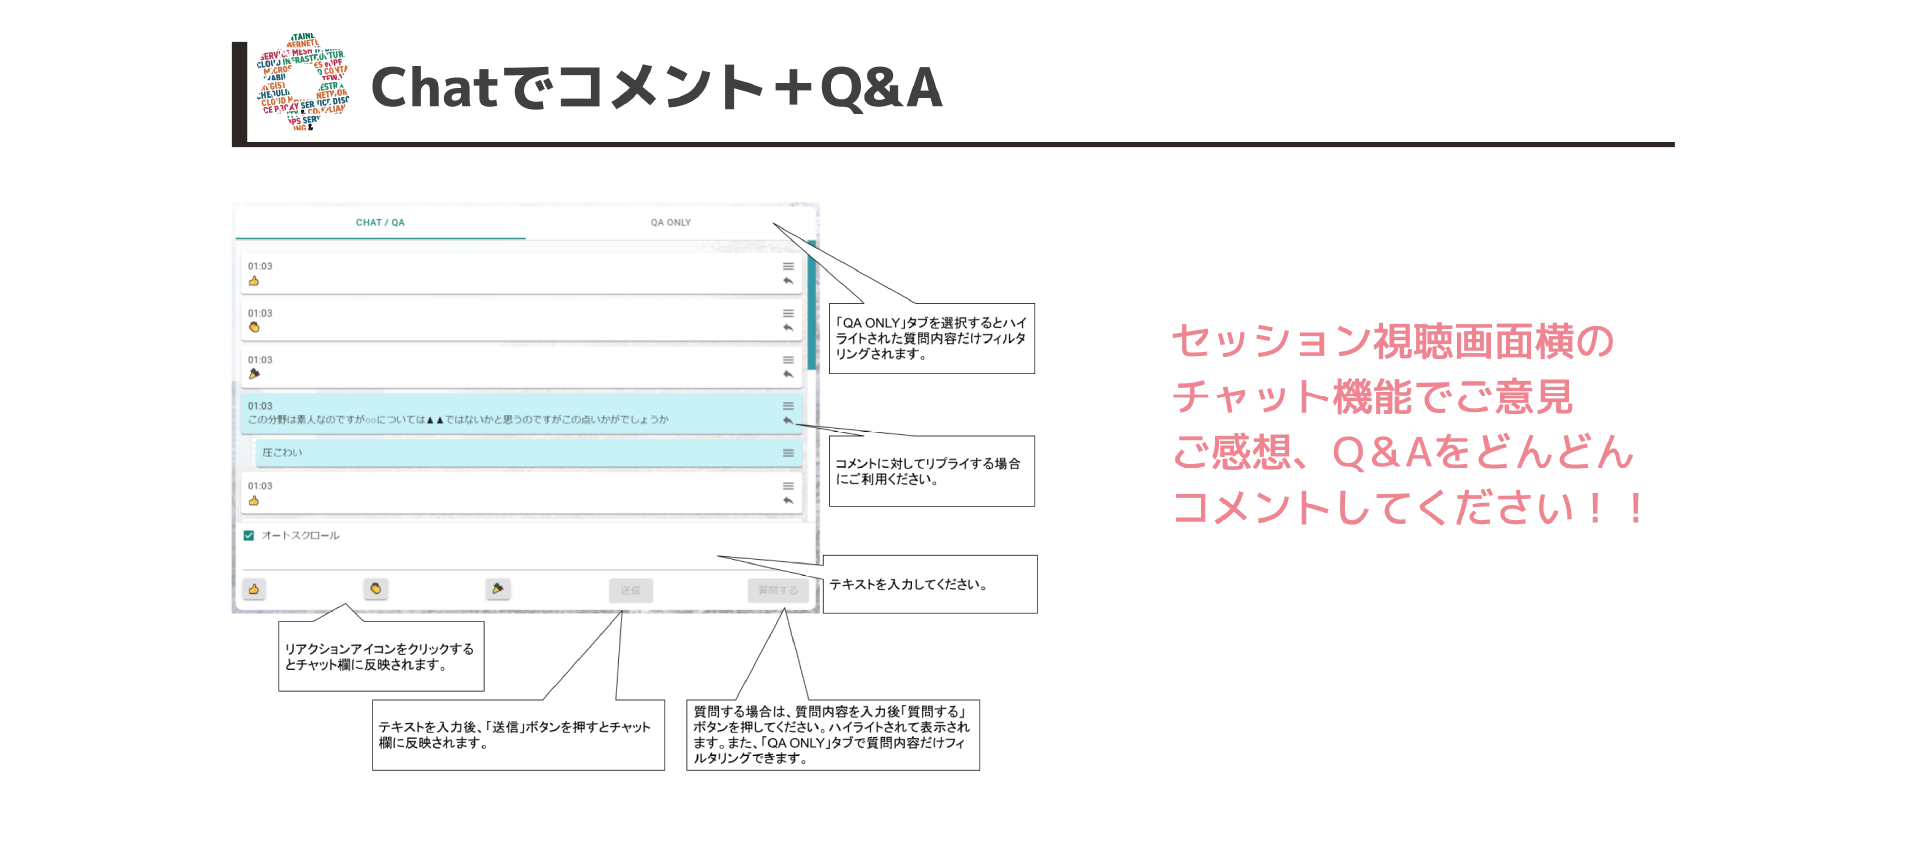 Chatでコメント＋Q&A
CHAT / QA
QA ONLY
01:03
01:03
01:03
01:03
この分野は素人なのですが○○については▲▲ではないかと思うのですがこの点いかがでしょうか
圧こわい
01:03
オートスクロール
送信
質問する
「QA ONLY」タブを選択するとハイ
ライトされた質問内容だけフィルタ
リングされます。
コメントに対してリプライする場合
にご利用ください。
テキストを入力してください。
リアクションアイコンをクリックする
とチャット欄に反映されます。
テキストを入力後、「送信」ボタンを押すとチャット
欄に反映されます。
質問する場合は、質問内容を入力後「質問する」
ボタンを押してください。ハイライトされて表示され
ます。また、「QA ONLY」タブで質問内容だけフィ
ルタリングできます。
セッション視聴画面横の
チャット機能でご意見
ご感想、Q&Aをどんどん
コメントしてください！！